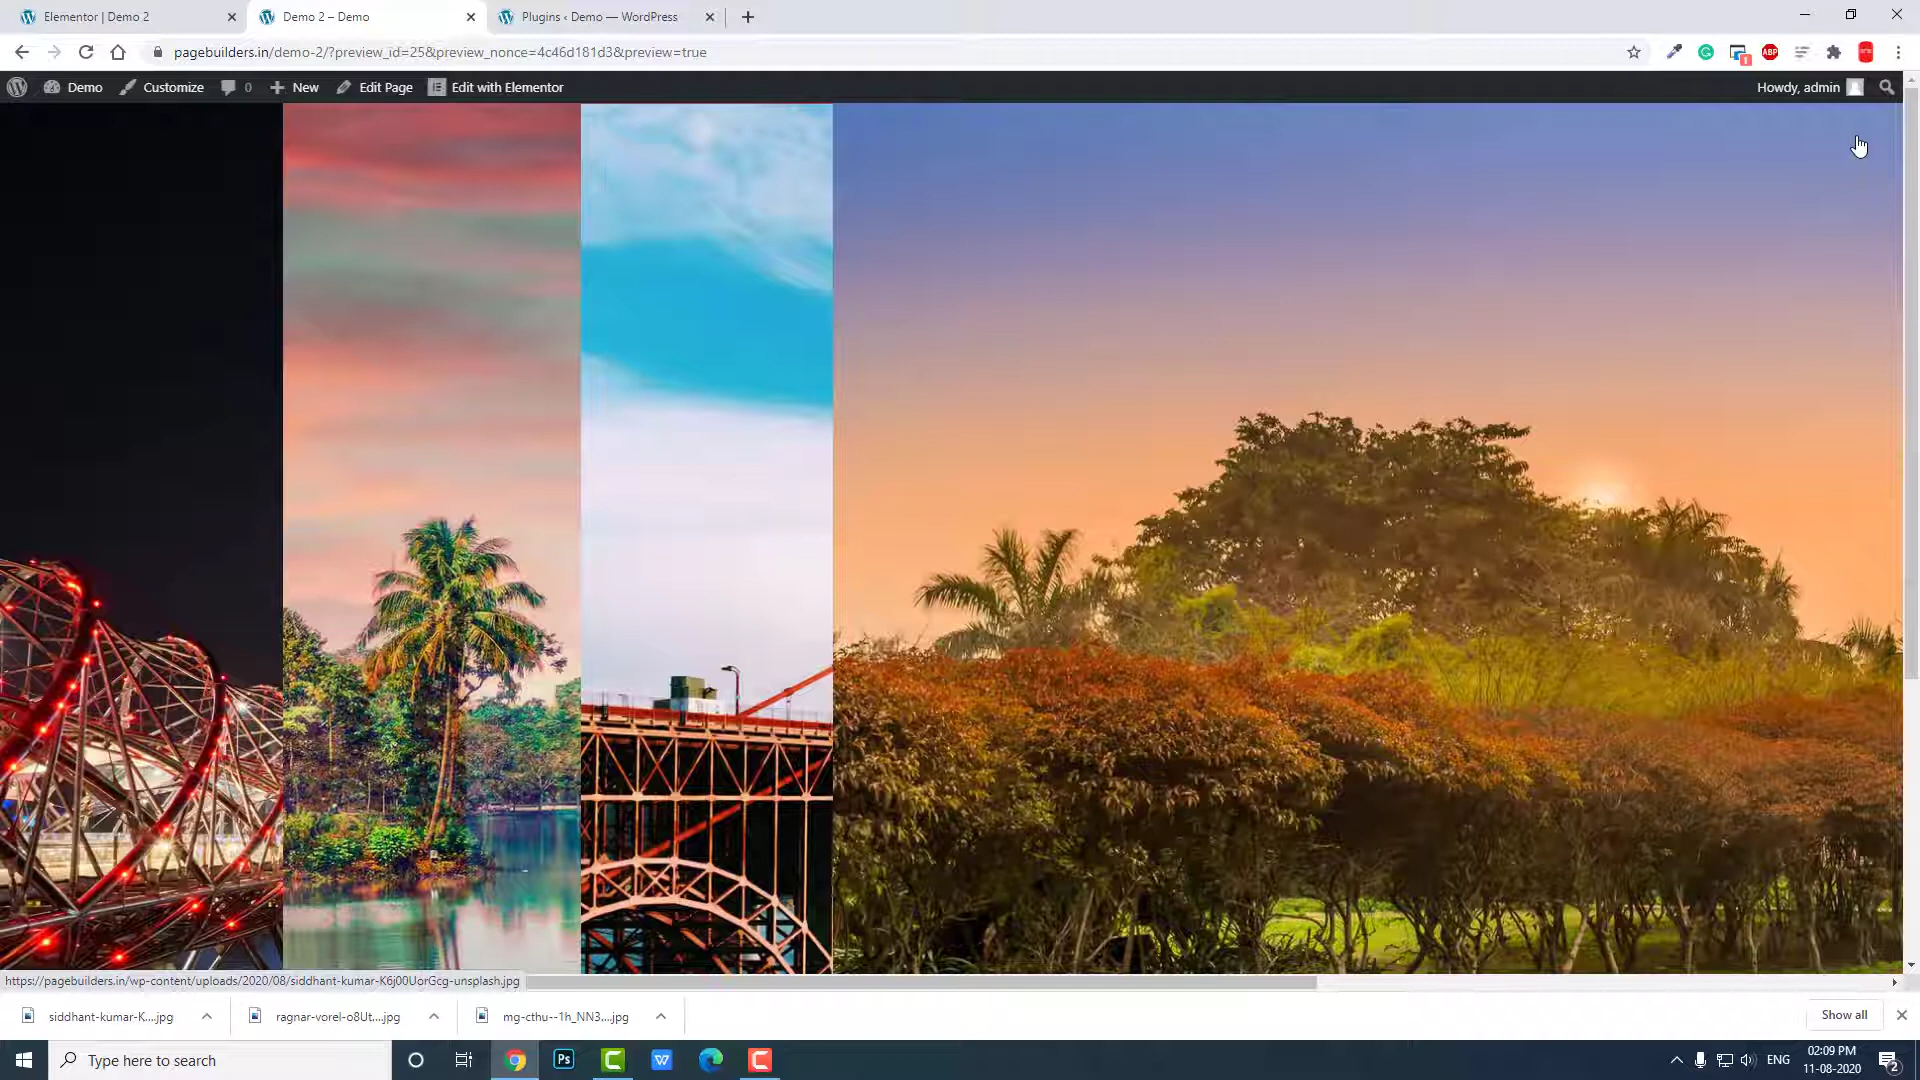 Elementor | Demo 2
Demo 2 – Demo
Plugins ‹ Demo — WordPress
pagebuilders.in/demo-2/?preview_id=25&preview_nonce=4c46d181d3&preview=true
ABP
Demo
Customize
0
New
Edit Page
Edit with Elementor
Howdy, admin
https://pagebuilders.in/wp-content/uploads/2020/08/siddhant-kumar-K6j00UorGcg-unsplash.jpg
siddhant-kumar-K....jpg
ragnar-vorel-o8Ut....jpg
mg-cthu--1h_NN3....jpg
Show all
Type here to search
Ps
ENG
02:09 PM
11-08-2020
2